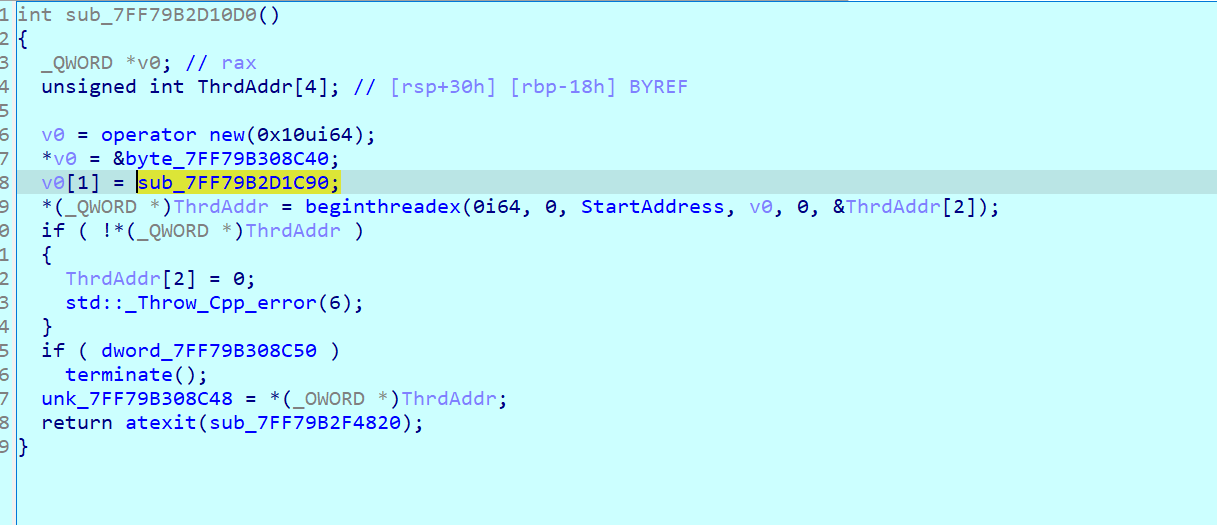 1 int sub_7FF79B2D10D0()
2 {
3 _QWORD *v0; // rax
4 unsigned int ThrdAddr[4]; // [rsp+30h] [rbp-18h] BYREF
5
6 v0 = operator new(0x10ui64);
7 *v0 = &byte_7FF79B308C40;
8 v0[1] = sub_7FF79B2D1C90;
9 *(_QWORD *)ThrdAddr = beginthreadex(0i64, 0, StartAddress, v0, 0, &ThrdAddr[2]);
0 if ( !*(_QWORD *)ThrdAddr )
1 {
2 ThrdAddr[2] = 0;
3 std::_Throw_Cpp_error(6);
4 }
5 if ( dword_7FF79B308C50 )
6 terminate();
7 unk_7FF79B308C48 = *(_OWORD *)ThrdAddr;
8 return atexit(sub_7FF79B2F4820);
9 }